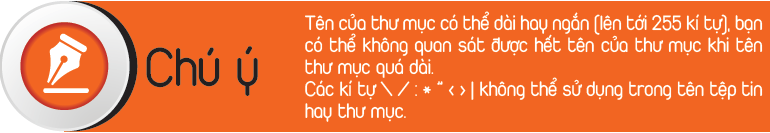 Chú ý
Tên của thư mục có thể dài hay ngắn (lên tới 255 kí tự), bạn
có thể không quan sát được hết tên của thư mục khi tên
thư mục quá dài.
Các kí tự \ / : * " < > | không thể sử dụng trong tên tệp tin
hay thư mục.